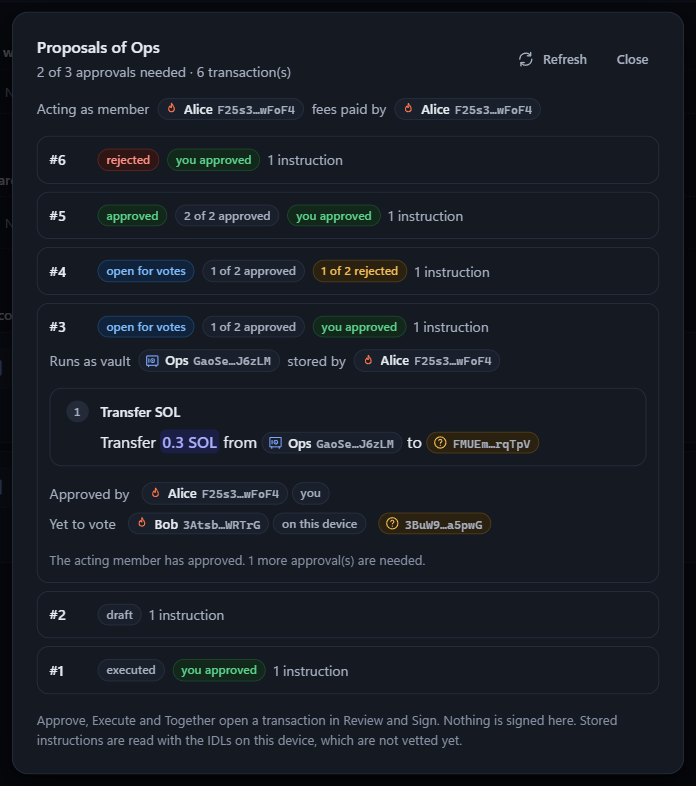 Proposals of Ops
2 of 3 approvals needed · 6 transaction(s)
Refresh
Close
Acting as member Alice F25s3…wFoF4 fees paid by Alice F25s3…wFoF4
#6 rejected you approved 1 instruction
#5 approved 2 of 2 approved you approved 1 instruction
#4 open for votes 1 of 2 approved 1 of 2 rejected 1 instruction
#3 open for votes 1 of 2 approved you approved 1 instruction
Runs as vault Ops GaoSe…J6zLM stored by Alice F25s3…wFoF4
1 Transfer SOL
Transfer 0.3 SOL from Ops GaoSe…J6zLM to FMUEm…rqTpV
Approved by Alice F25s3…wFoF4 you
Yet to vote Bob 3Atsb…WRTrG on this device 3BuW9…a5pwG
The acting member has approved. 1 more approval(s) are needed.
#2 draft 1 instruction
#1 executed you approved 1 instruction
Approve, Execute and Together open a transaction in Review and Sign. Nothing is signed here. Stored
instructions are read with the IDLs on this device, which are not vetted yet.